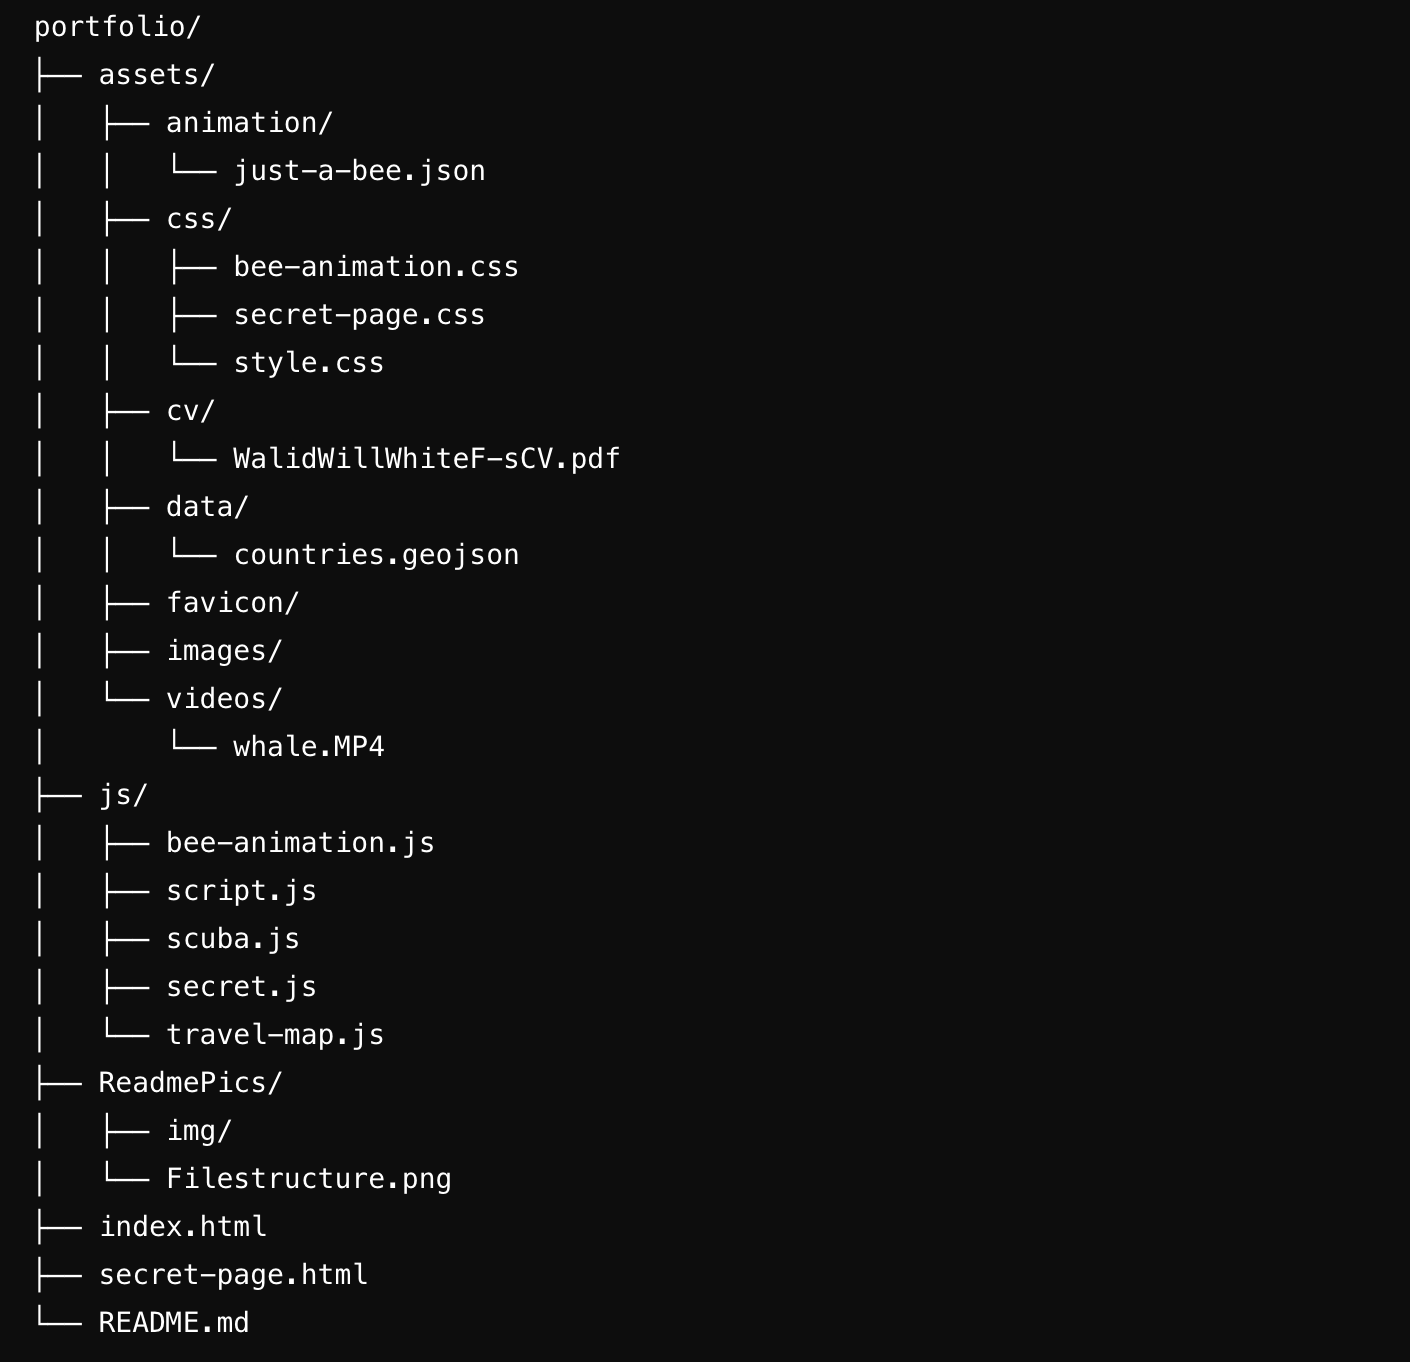 portfolio/
├── assets/
│   ├── animation/
│   │   └── just-a-bee.json
│   ├── css/
│   │   ├── bee-animation.css
│   │   ├── secret-page.css
│   │   └── style.css
│   ├── cv/
│   │   └── WalidWillWhiteF-sCV.pdf
│   ├── data/
│   │   └── countries.geojson
│   ├── favicon/
│   ├── images/
│   └── videos/
│       └── whale.MP4
├── js/
│   ├── bee-animation.js
│   ├── script.js
│   ├── scuba.js
│   ├── secret.js
│   └── travel-map.js
├── ReadmePics/
│   ├── img/
│   └── Filestructure.png
├── index.html
├── secret-page.html
└── README.md